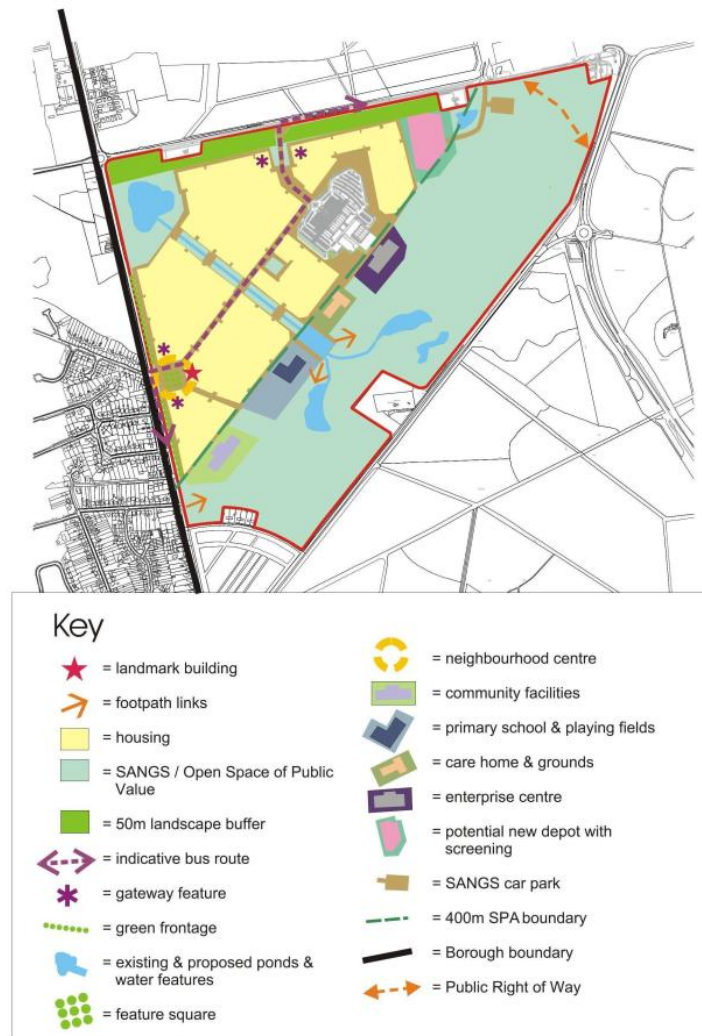 Key
= landmark building
= footpath links
= housing
= SANGS / Open Space of Public
Value
= 50m landscape buffer
= indicative bus route
= gateway feature
= green frontage
= existing & proposed ponds &
water features
= feature square
= neighbourhood centre
= community facilities
= primary school & playing fields
= care home & grounds
= enterprise centre
= potential new depot with
screening
= SANGS car park
= 400m SPA boundary
= Borough boundary
= Public Right of Way